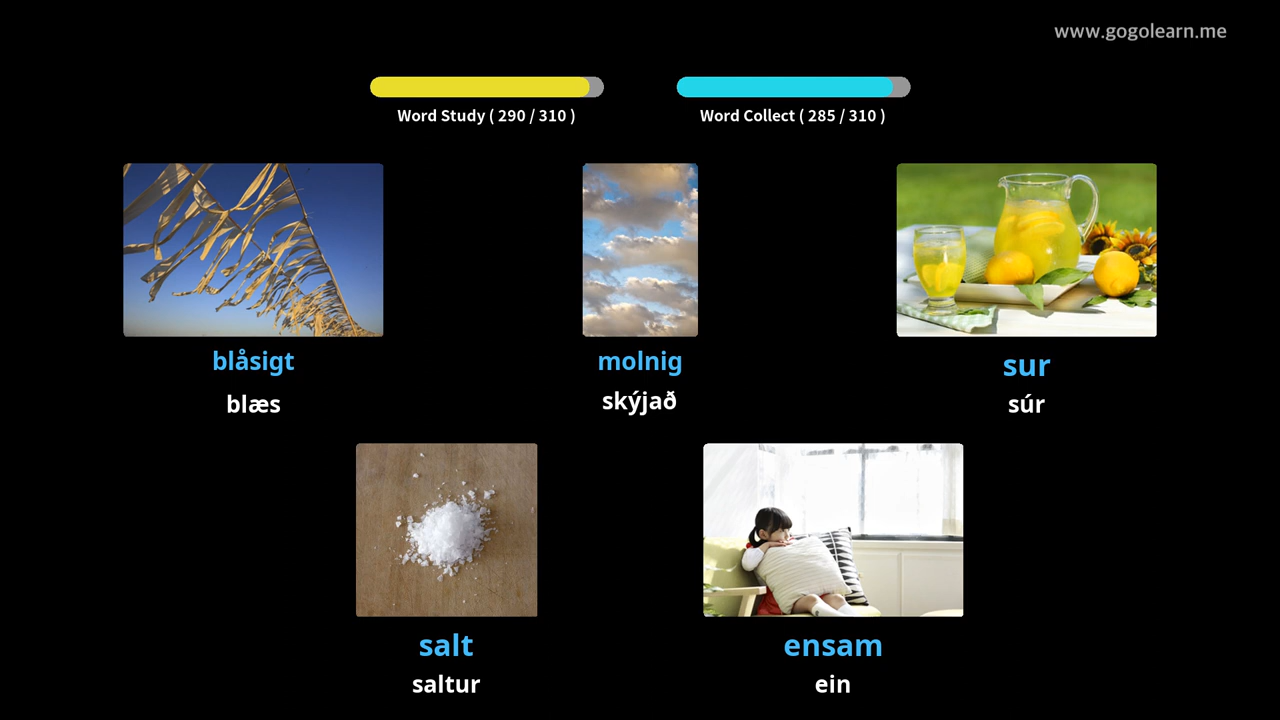 www.gogolearn.me
Word Study ( 290 / 310 )
Word Collect ( 285 / 310 )
blåsigt
blæs
molnig
skýjað
sur
súr
salt
saltur
ensam
ein